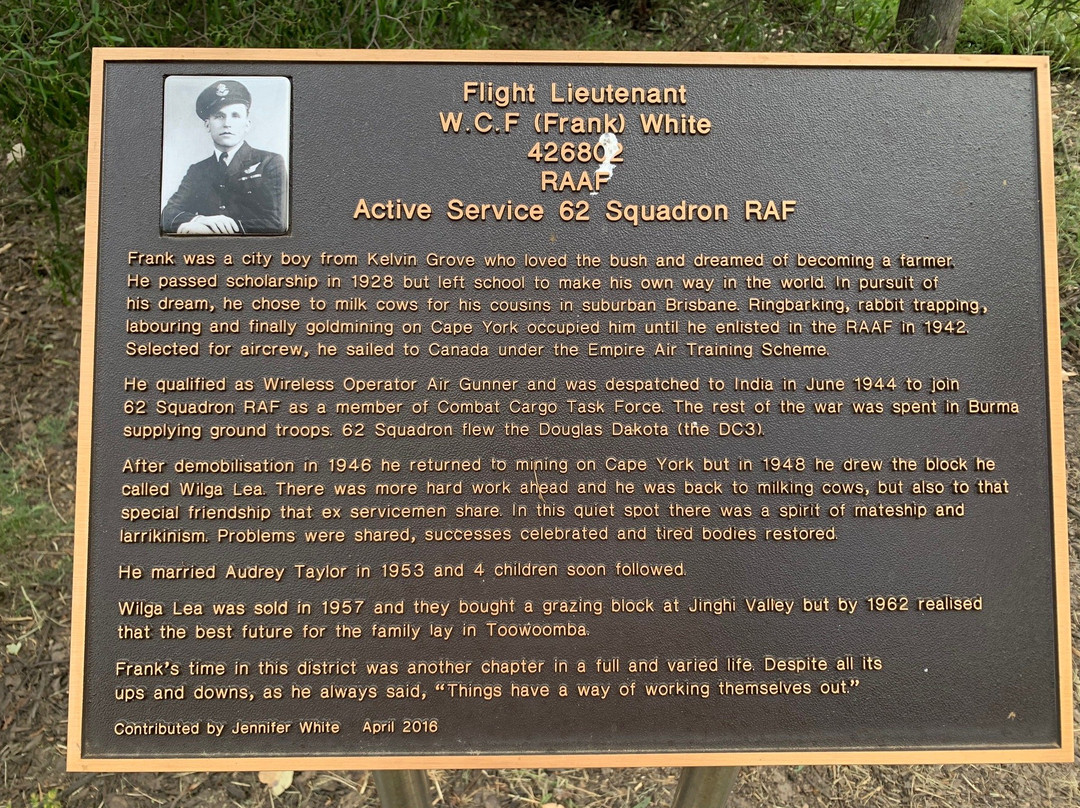 Flight Lieutenant
W.C.F (Frank) White
426802
RAAF
Active Service 62 Squadron RAF
Frank was a city boy from Kelvin Grove who loved the bush and dreamed of becoming a farmer.
He passed scholarship in 1928 but left school to make his own way in the world. In pursuit of
his dream, he chose to milk cows for his cousins in suburban Brisbane. Ringbarking, rabbit trapping,
labouring and finally goldmining on Cape York occupied him until he enlisted in the RAAF in 1942.
Selected for aircrew, he sailed to Canada under the Empire Air Training Scheme.
He qualified as Wireless Operator Air Gunner and was despatched to India in June 1944 to join
62 Squadron RAF as a member of Combat Cargo Task Force. The rest of the war was spent in Burma
supplying ground troops. 62 Squadron flew the Douglas Dakota (the DC3).
After demobilisation in 1946 he returned to mining on Cape York but in 1948 he drew the block he
called Wilga Lea. There was more hard work ahead and he was back to milking cows, but also to that
special friendship that ex servicemen share. In this quiet spot there was a spirit of mateship and
larrikinism. Problems were shared, successes celebrated and tired bodies restored.
He married Audrey Taylor in 1953 and 4 children soon followed.
Wilga Lea was sold in 1957 and they bought a grazing block at Jinghi Valley but by 1962 realised
that the best future for the family lay in Toowoomba.
Frank's time in this district was another chapter in a full and varied life. Despite all its
ups and downs, as he always said, “Things have a way of working themselves out.”
Contributed by Jennifer White April 2016